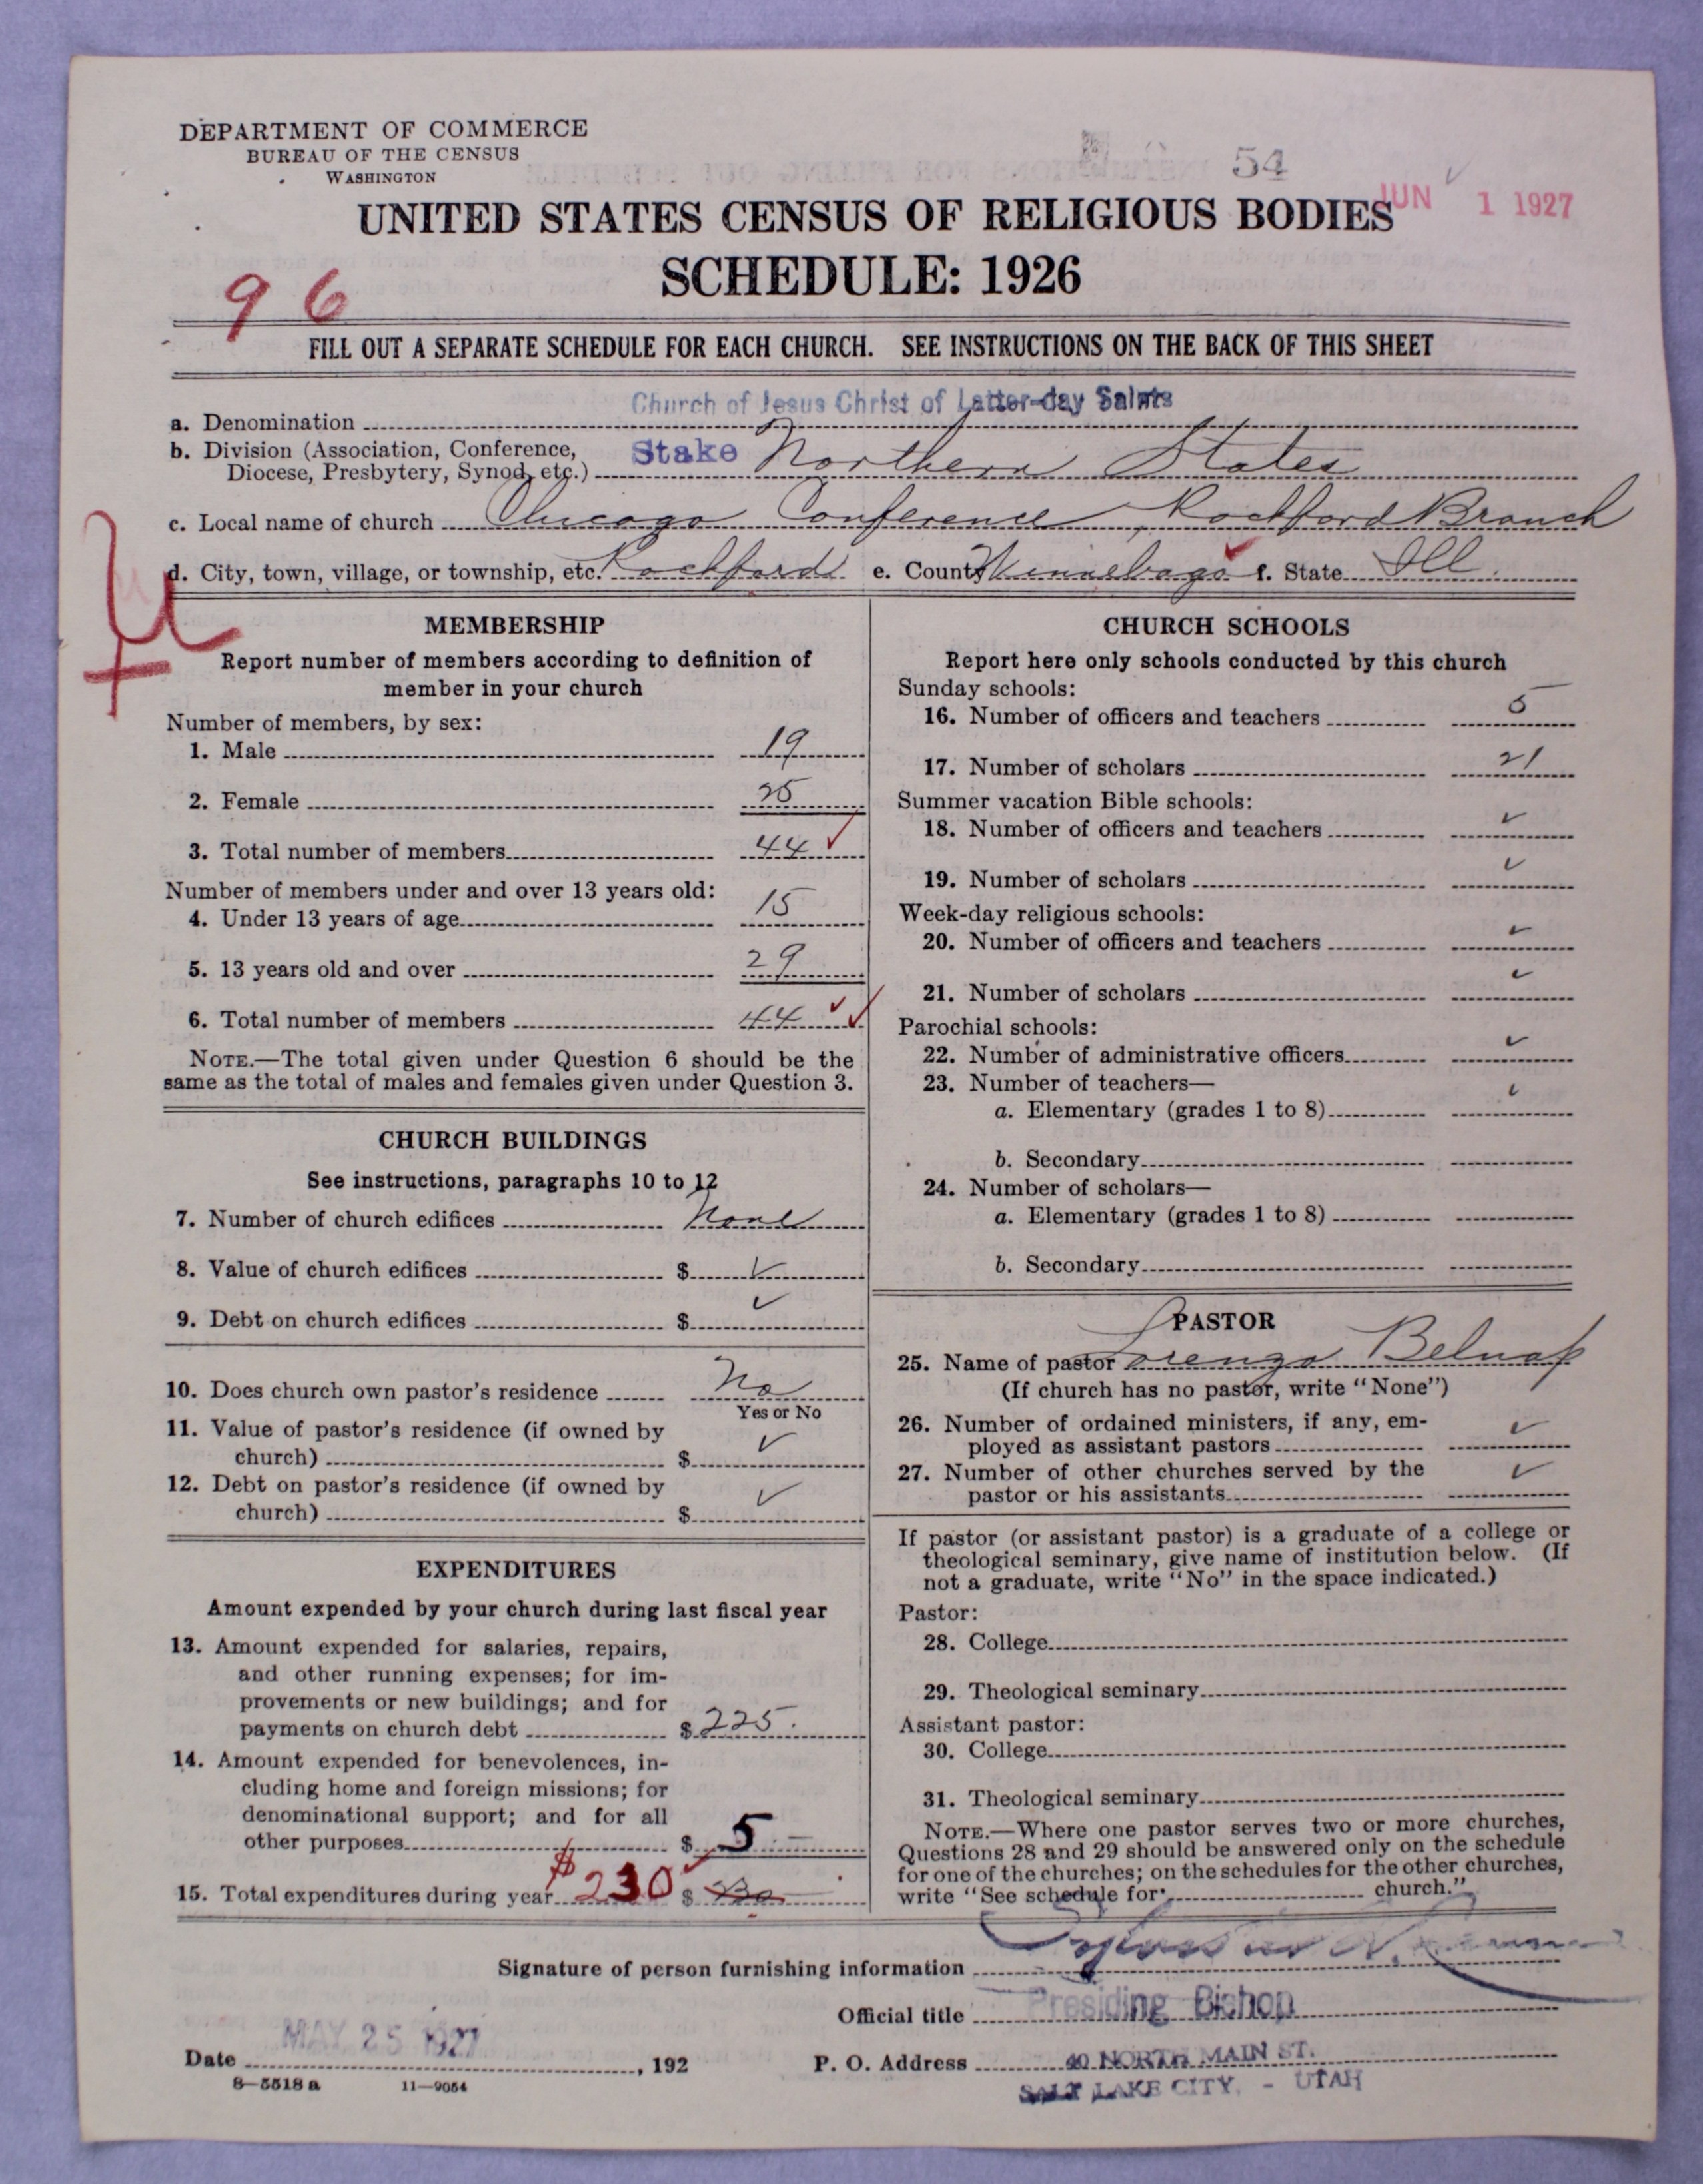 DEPARTMENT OF COMMERCE
BUREAU OF THE CENSUS
WASHINGTON
54
JUN 1 1927
UNITED STATES CENSUS OF RELIGIOUS BODIES
SCHEDULE: 1926
96
FILL OUT A SEPARATE SCHEDULE FOR EACH CHURCH. SEE INSTRUCTIONS ON THE BACK OF THIS SHEET
a. Denomination Church of Jesus Christ of Latter-day Saints
b. Division (Association, Conference,
Diocese, Presbytery, Synod, etc.) Stake Northern States
c. Local name of church Chicago Conference, Rockford Branch
d. City, town, village, or township, etc. Rockford e. County Winnebago f. State Ill.
MEMBERSHIP
Report number of members according to definition of
member in your church
Number of members, by sex:
1. Male 19
2. Female 25
3. Total number of members 44
Number of members under and over 13 years old:
4. Under 13 years of age 15
5. 13 years old and over 29
6. Total number of members 44
NOTE.—The total given under Question 6 should be the
same as the total of males and females given under Question 3.
CHURCH BUILDINGS
See instructions, paragraphs 10 to 12
7. Number of church edifices None
8. Value of church edifices $ ✓
9. Debt on church edifices $ ✓
10. Does church own pastor's residence No
Yes or No
11. Value of pastor's residence (if owned by
church) $ ✓
12. Debt on pastor's residence (if owned by
church) $ ✓
EXPENDITURES
Amount expended by your church during last fiscal year
13. Amount expended for salaries, repairs,
and other running expenses; for im-
provements or new buildings; and for
payments on church debt $ 225.
14. Amount expended for benevolences, in-
cluding home and foreign missions; for
denominational support; and for all
other purposes $ 5.—
15. Total expenditures during year $230 $ 230
CHURCH SCHOOLS
Report here only schools conducted by this church
Sunday schools:
16. Number of officers and teachers 5
17. Number of scholars 21
Summer vacation Bible schools:
18. Number of officers and teachers ✓
19. Number of scholars ✓
Week-day religious schools:
20. Number of officers and teachers ✓
21. Number of scholars ✓
Parochial schools:
22. Number of administrative officers ✓
23. Number of teachers—
a. Elementary (grades 1 to 8) ✓
b. Secondary
24. Number of scholars—
a. Elementary (grades 1 to 8)
b. Secondary
PASTOR
25. Name of pastor Lorenzo Belnap
(If church has no pastor, write "None")
26. Number of ordained ministers, if any, em-
ployed as assistant pastors ✓
27. Number of other churches served by the
pastor or his assistants ✓
If pastor (or assistant pastor) is a graduate of a college or
theological seminary, give name of institution below. (If
not a graduate, write "No" in the space indicated.)
Pastor:
28. College
29. Theological seminary
Assistant pastor:
30. College
31. Theological seminary
NOTE.—Where one pastor serves two or more churches,
Questions 28 and 29 should be answered only on the schedule
for one of the churches; on the schedules for the other churches,
write "See schedule for church."
Signature of person furnishing information
Official title Presiding Bishop
Date MAY 25 1927, 192
P. O. Address 40 NORTH MAIN ST.
SALT LAKE CITY, - UTAH
8—5518 a 11—9054